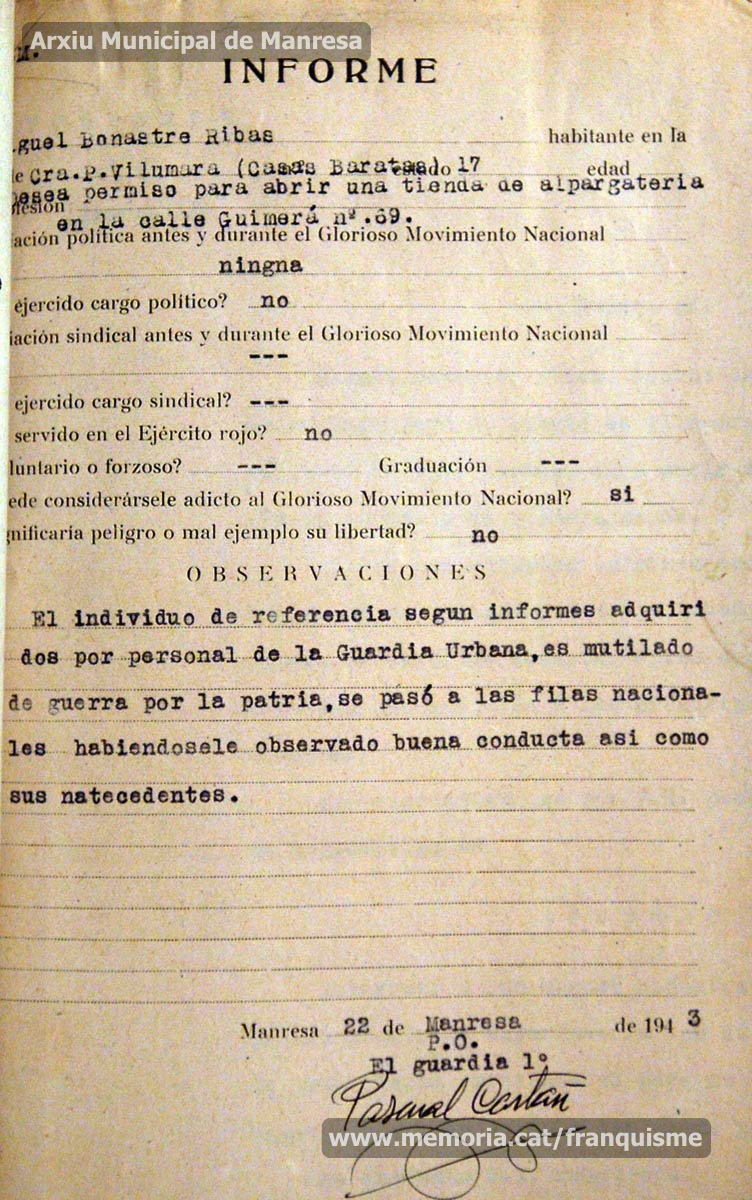 Arxiu Municipal de Manresa
M.
INFORME
guel Bonastre Ribas habitante en la
e Cra.P.Vilumara (Casas Baratas) 17 edad
esea permiso para abrir una tienda de alpargateria
fesión
en la calle Guimerá nº.69.
ación política antes y durante el Glorioso Movimiento Nacional
ningna
ejercido cargo político? no
iación sindical antes y durante el Glorioso Movimiento Nacional
---
ejercido cargo sindical? ---
servido en el Ejército rojo? no
luntario o forzoso? --- Graduación ---
ede considerársele adicto al Glorioso Movimiento Nacional? si
gnificaría peligro o mal ejemplo su libertad? no
OBSERVACIONES
El individuo de referencia segun informes adquiri
dos por personal de la Guardia Urbana,es mutilado
de guerra por la patria,se pasó a las filas naciona-
les habiendosele observado buena conducta asi como
sus natecedentes.
Manresa 22 de Manresa de 1943
P.O.
El guardia 1º
Pascual
www.memoria.cat/franquisme